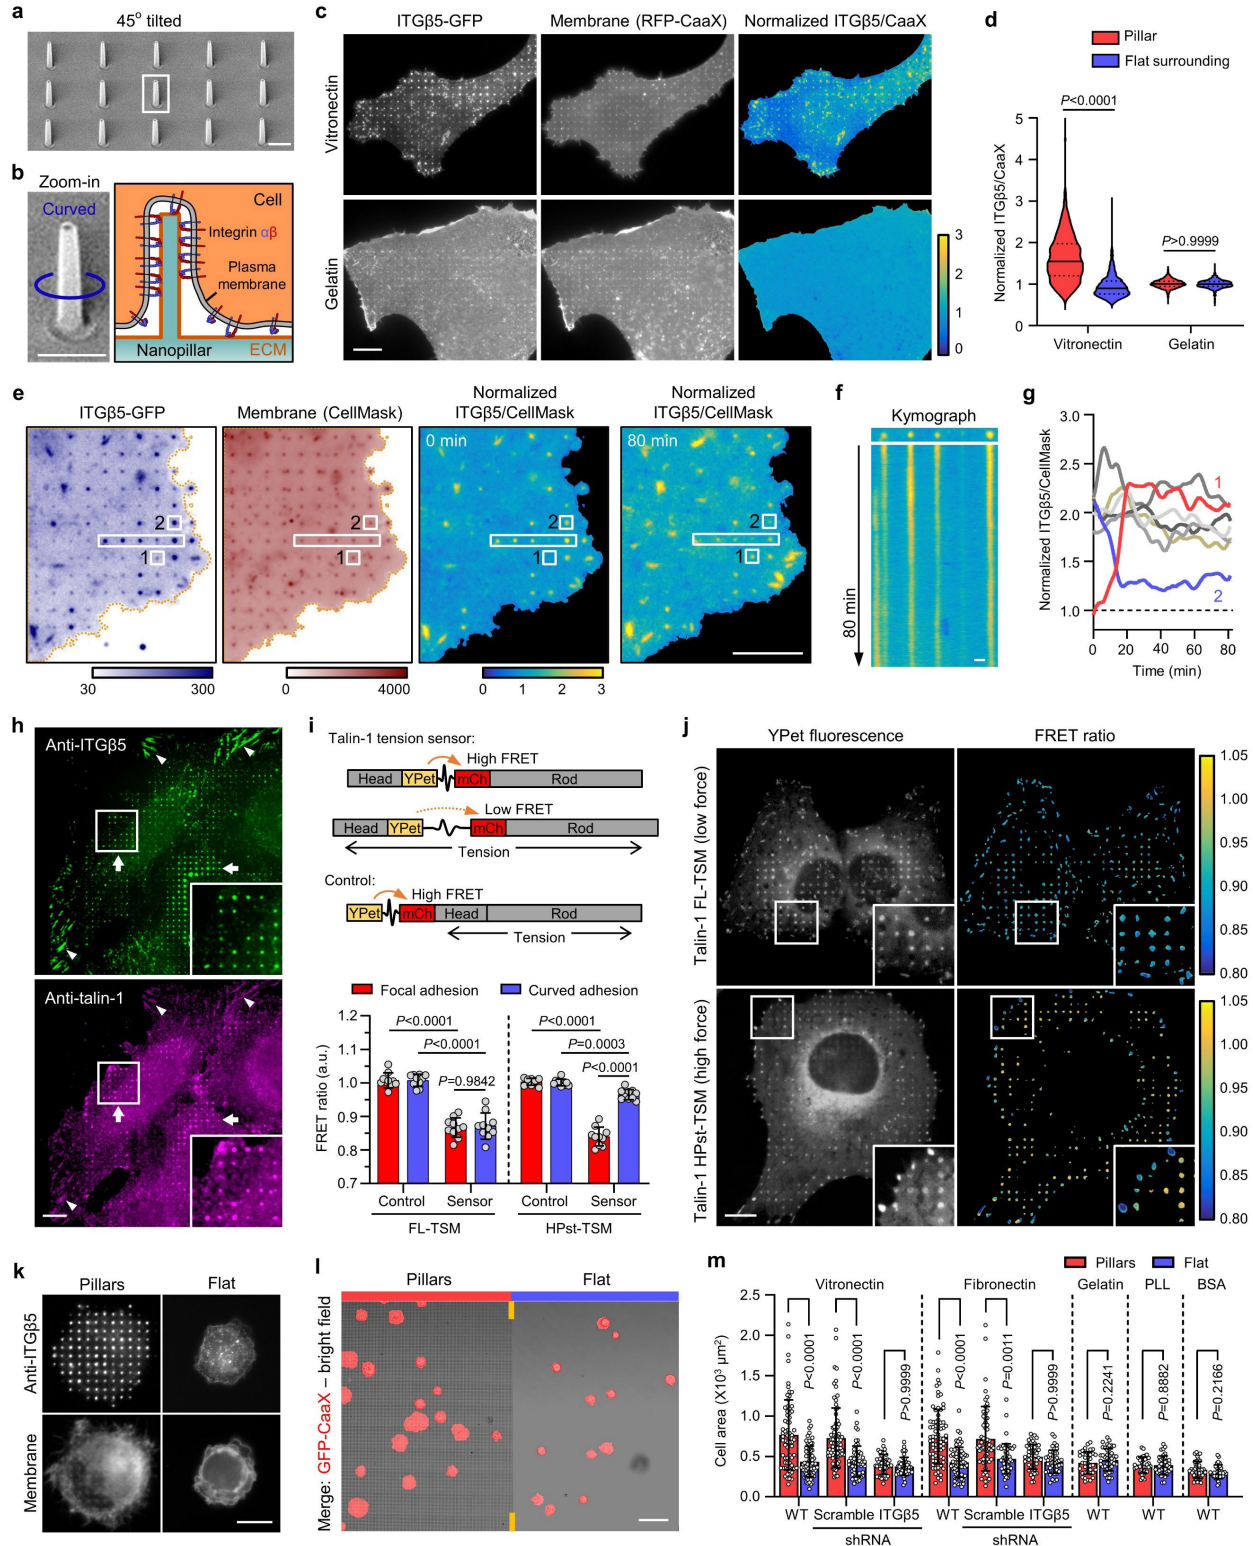 a
45° tilted
b
Zoom-in
Curved
Cell
Integrin αβ
Plasma
membrane
Nanopillar
ECM
c
ITGβ5-GFP
Membrane (RFP-CaaX)
Normalized ITGβ5/CaaX
Vitronectin
Gelatin
3
2
1
0
d
Pillar
Flat surrounding
P<0.0001
P>0.9999
Normalized ITGβ5/CaaX
5
3
2
1
0
Vitronectin
Gelatin
e
ITGβ5-GFP
Membrane (CellMask)
Normalized
ITGβ5/CellMask
Normalized
ITGβ5/CellMask
0 min
80 min
2
1
2
1
2
1
2
1
30
300
0
4000
0
1
2
3
f
Kymograph
80 min
g
Normalized ITGβ5/CellMask
3.0
2.5
2.0
1.5
1.0
1
2
0
20
40
60
80
Time (min)
h
Anti-ITGβ5
Anti-talin-1
i
Talin-1 tension sensor:
High FRET
Head
YPet
mCh
Rod
Low FRET
Head
YPet
mCh
Rod
Tension
Control:
High FRET
YPet
mCh
Head
Rod
Tension
Focal adhesion
Curved adhesion
FRET ratio (a.u.)
1.2
1.1
1.0
0.9
0.8
0.7
P<0.0001
P<0.0001
P=0.9842
P<0.0001
P=0.0003
P<0.0001
Control
Sensor
Control
Sensor
FL-TSM
HPst-TSM
j
YPet fluorescence
FRET ratio
Talin-1 FL-TSM (low force)
Talin-1 HPst-TSM (high force)
1.05
1.00
0.95
0.90
0.85
0.80
1.05
1.00
0.95
0.90
0.85
0.80
k
Pillars
Flat
Anti-ITGβ5
Membrane
l
Pillars
Flat
Merge: GFP-CaaX – bright field
m
Pillars
Flat
Vitronectin
Fibronectin
Gelatin
PLL
BSA
Cell area (X10³ μm²)
2.5
2.0
1.5
1.0
0.5
0.0
P<0.0001
P<0.0001
P>0.9999
P<0.0001
P=0.0011
P>0.9999
P=0.2241
P=0.8882
P=0.2166
WT
Scramble
ITGβ5
WT
Scramble
ITGβ5
WT
WT
WT
shRNA
shRNA